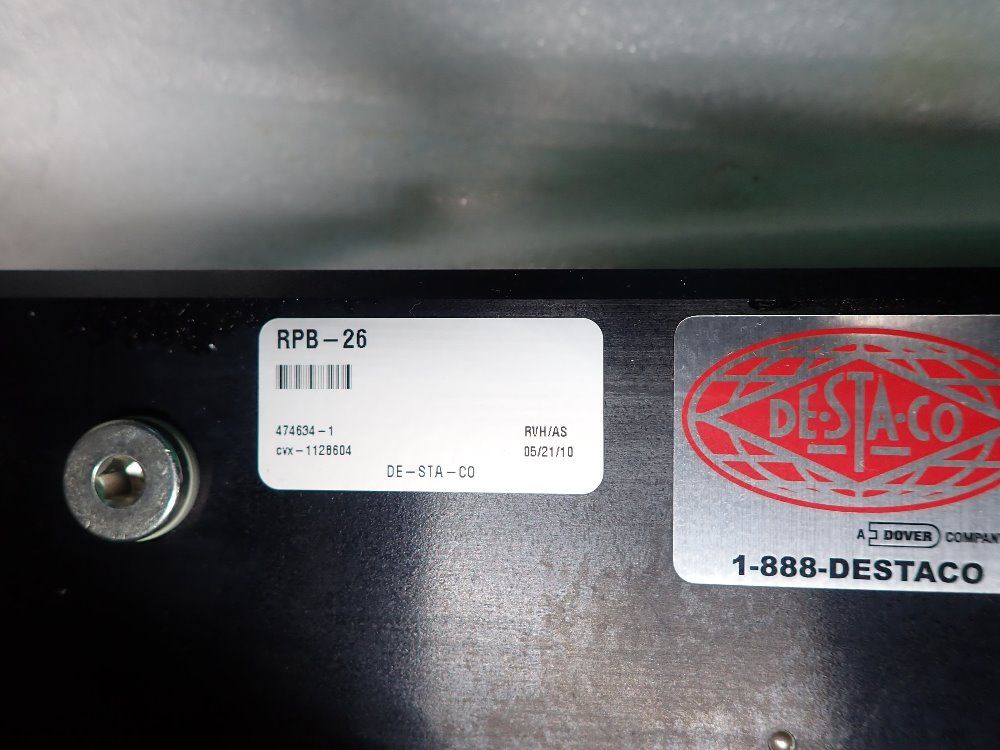 RPB-26
474634-1
RVH/AS
cvx-1128604
05/21/10
DE-STA-CO
DE·STA·CO
A DOVER COMPANY
1-888-DESTACO